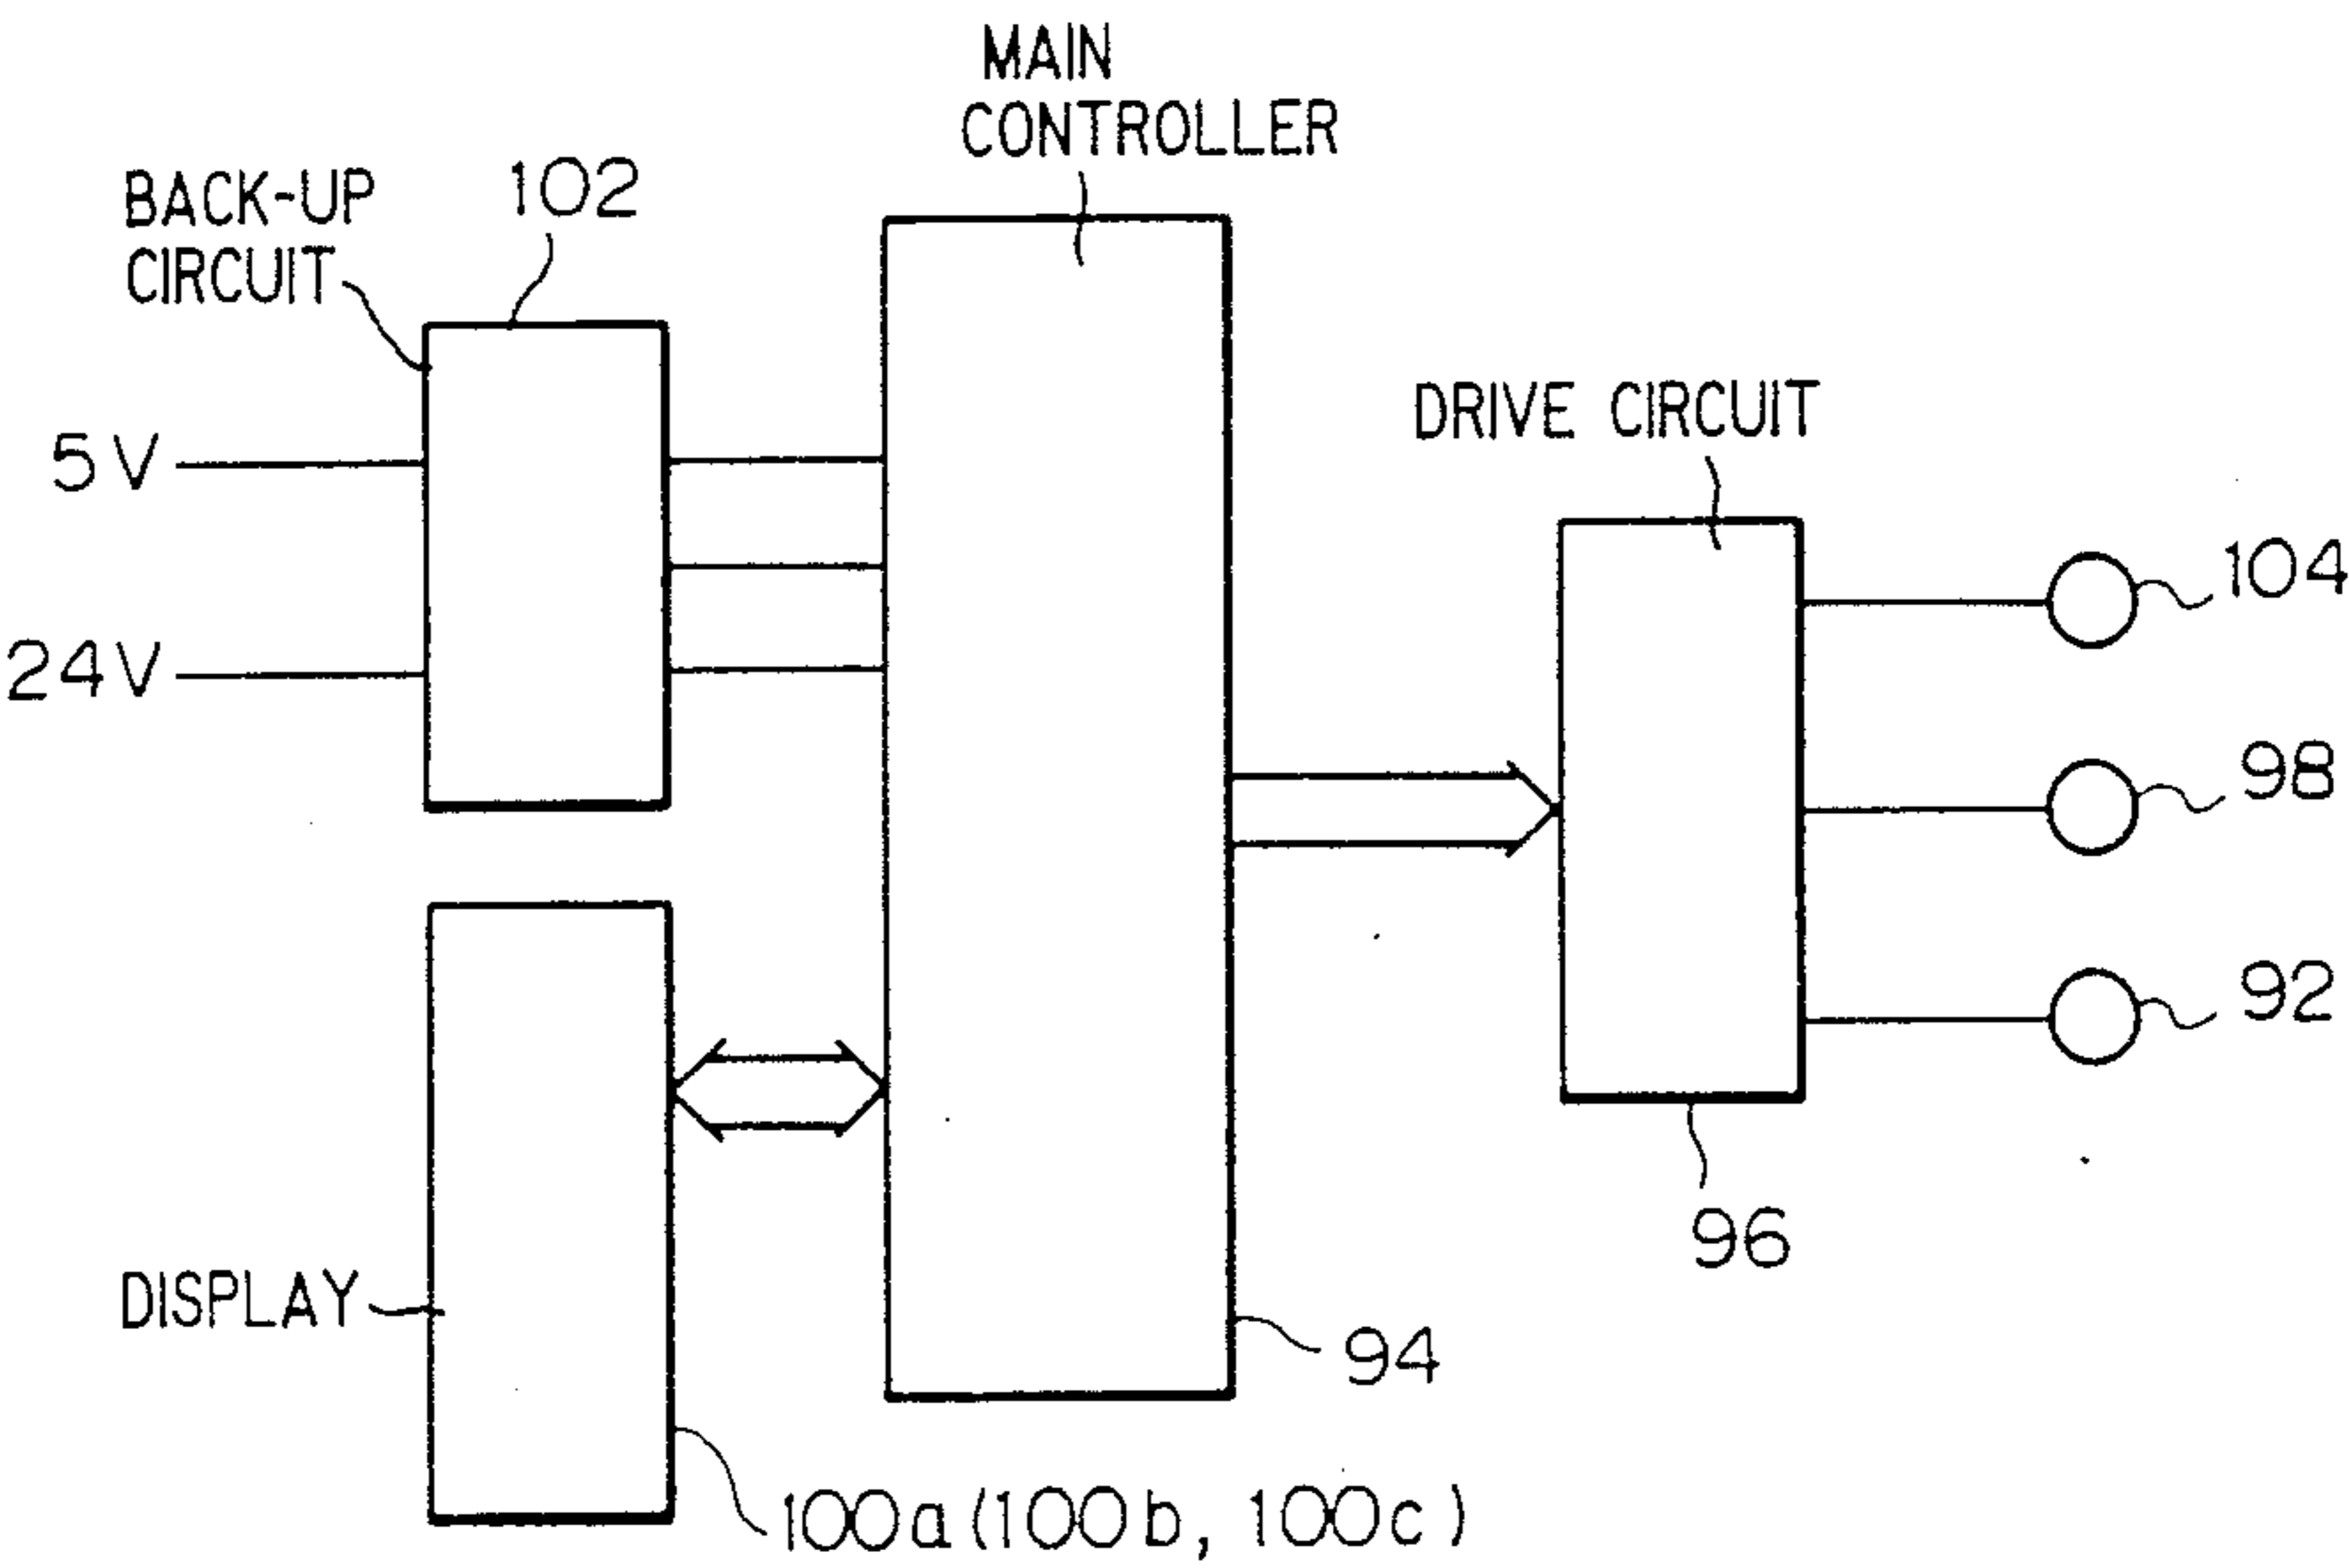 MAIN
CONTROLLER
BACK-UP
CIRCUIT
102
5V
24V
DRIVE CIRCUIT
104
98
92
96
DISPLAY
94
100a(100b, 100c)